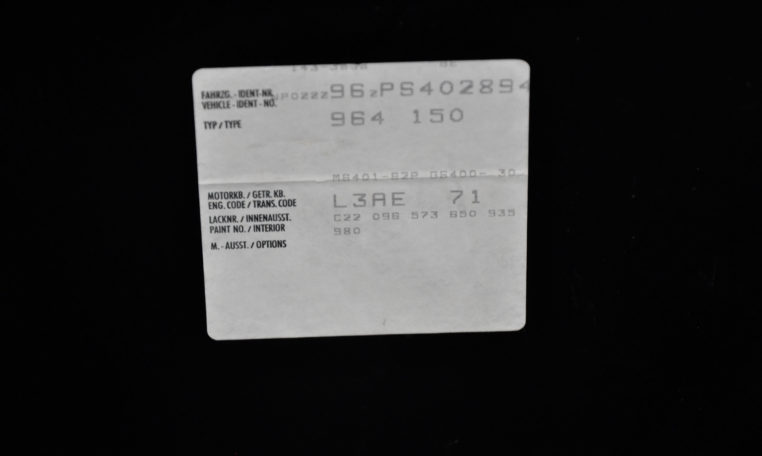 FAHRZG.-IDENT-NR. WP0ZZZ96ZPS402894
VEHICLE-IDENT-NO.
TYP/TYPE 964 150
MOTORKB./GETR.KB. L3AE 71
ENG.CODE/TRANS.CODE
LACKNR./INNENAUSST. C22 09S 573 650 935
PAINT NO./INTERIOR 980
M.-AUSST./OPTIONS